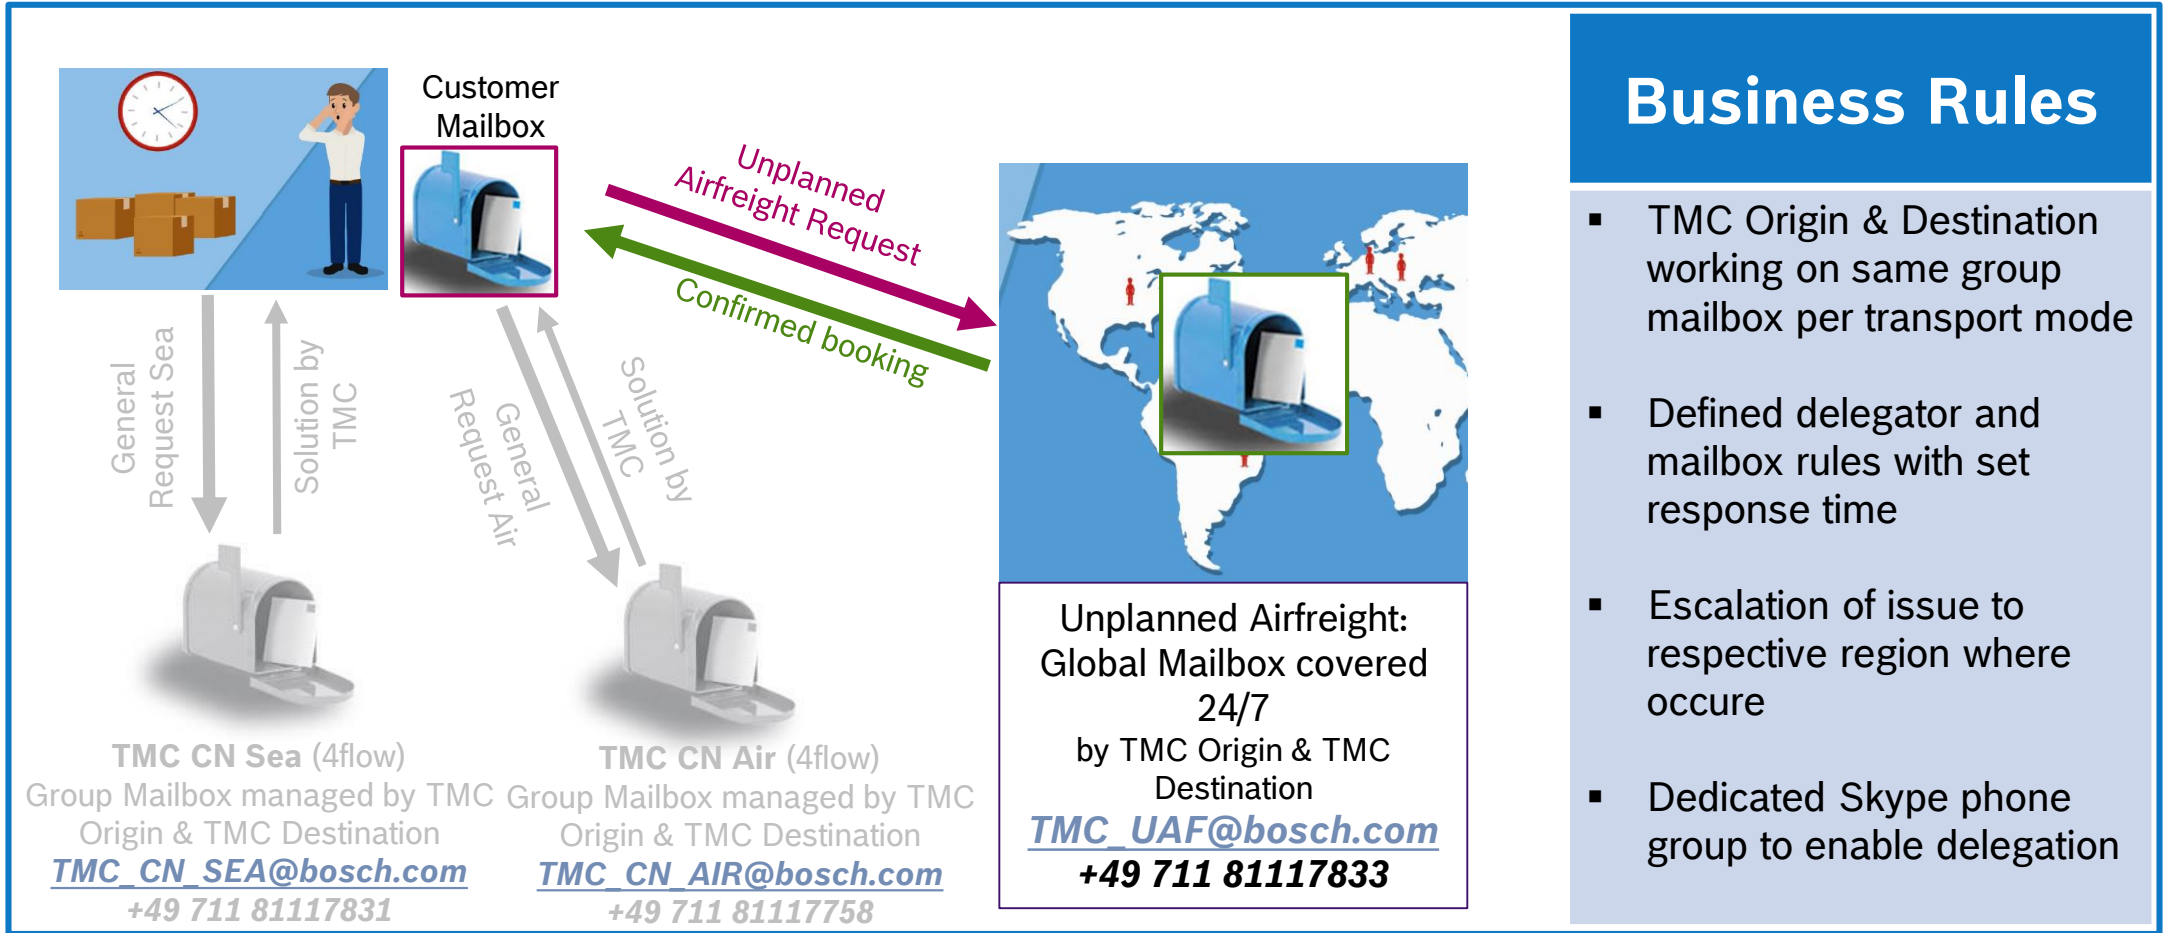 Customer
Mailbox
Unplanned
Airfreight Request
Confirmed booking
General
Request Sea
Solution by
TMC
General
Request Air
Solution by
TMC
TMC CN Sea (4flow)
Group Mailbox managed by TMC
Origin & TMC Destination
TMC_CN_SEA@bosch.com
+49 711 81117831
TMC CN Air (4flow)
Group Mailbox managed by TMC
Origin & TMC Destination
TMC_CN_AIR@bosch.com
+49 711 81117758
Unplanned Airfreight:
Global Mailbox covered
24/7
by TMC Origin & TMC
Destination
TMC_UAF@bosch.com
+49 711 81117833
Business Rules
▪ TMC Origin & Destination
working on same group
mailbox per transport mode
▪ Defined delegator and
mailbox rules with set
response time
▪ Escalation of issue to
respective region where
occure
▪ Dedicated Skype phone
group to enable delegation